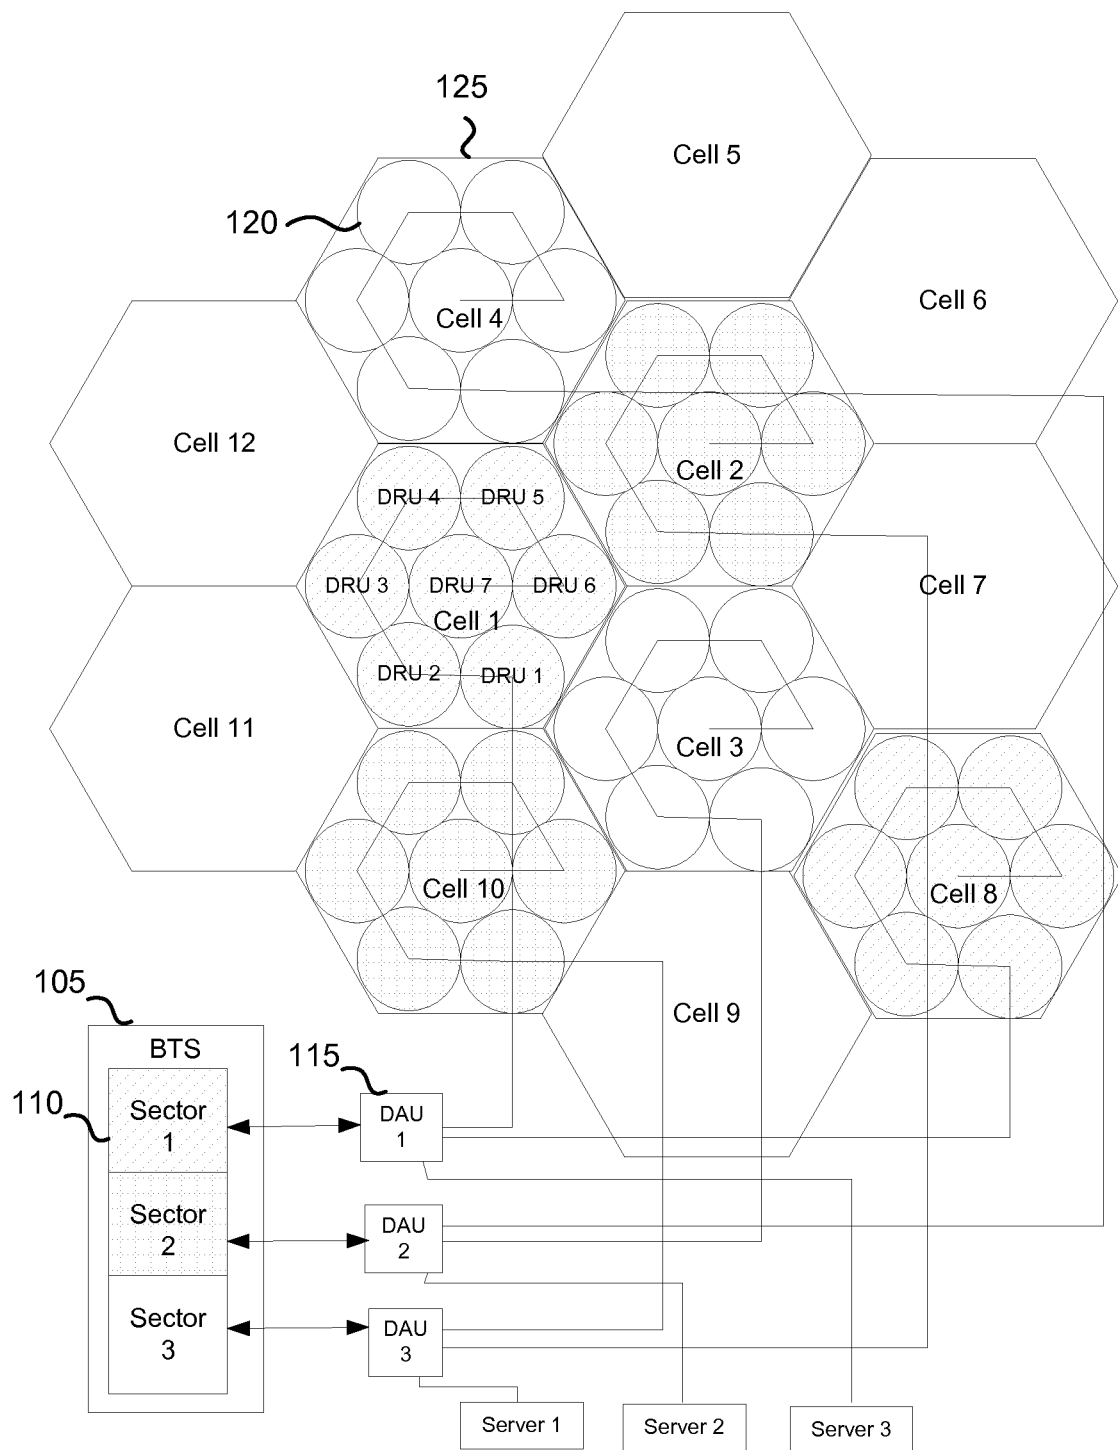 125
Cell 5
120
Cell 6
Cell 4
Cell 12
Cell 2
DRU 4
DRU 5
DRU 3
DRU 7
DRU 6
Cell 7
Cell 1
DRU 2
DRU 1
Cell 11
Cell 3
Cell 10
Cell 8
105
Cell 9
BTS
115
110
Sector
1
DAU
1
Sector
2
DAU
2
Sector
3
DAU
3
Server 1
Server 2
Server 3